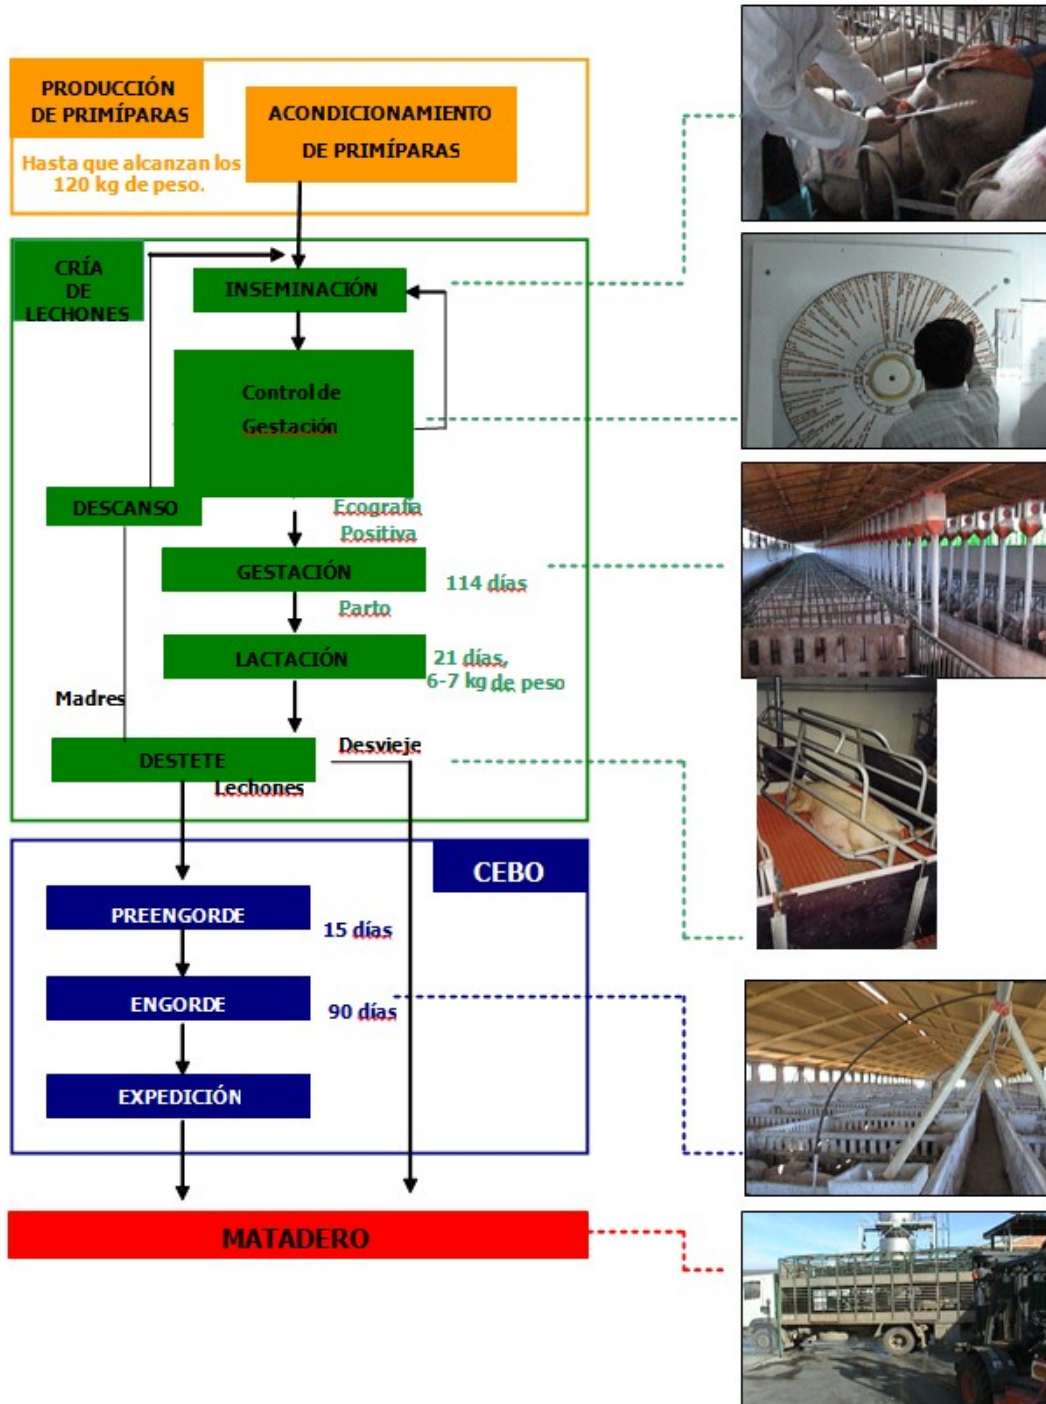 PRODUCCIÓN
DE PRIMÍPARAS
ACONDICIONAMIENTO
DE PRIMÍPARAS
Hasta que alcanzan los
120 kg de peso.
CRÍA
DE
LECHONES
INSEMINACIÓN
Control de
Gestación
DESCANSO
Ecografía
Positiva
GESTACIÓN
114 días
Parto
LACTACIÓN
21 días,
6-7 kg de peso
Madres
DESTETE
Desvieje
Lechones
CEBO
PREENGORDE
15 días
ENGORDE
90 días
EXPEDICIÓN
MATADERO